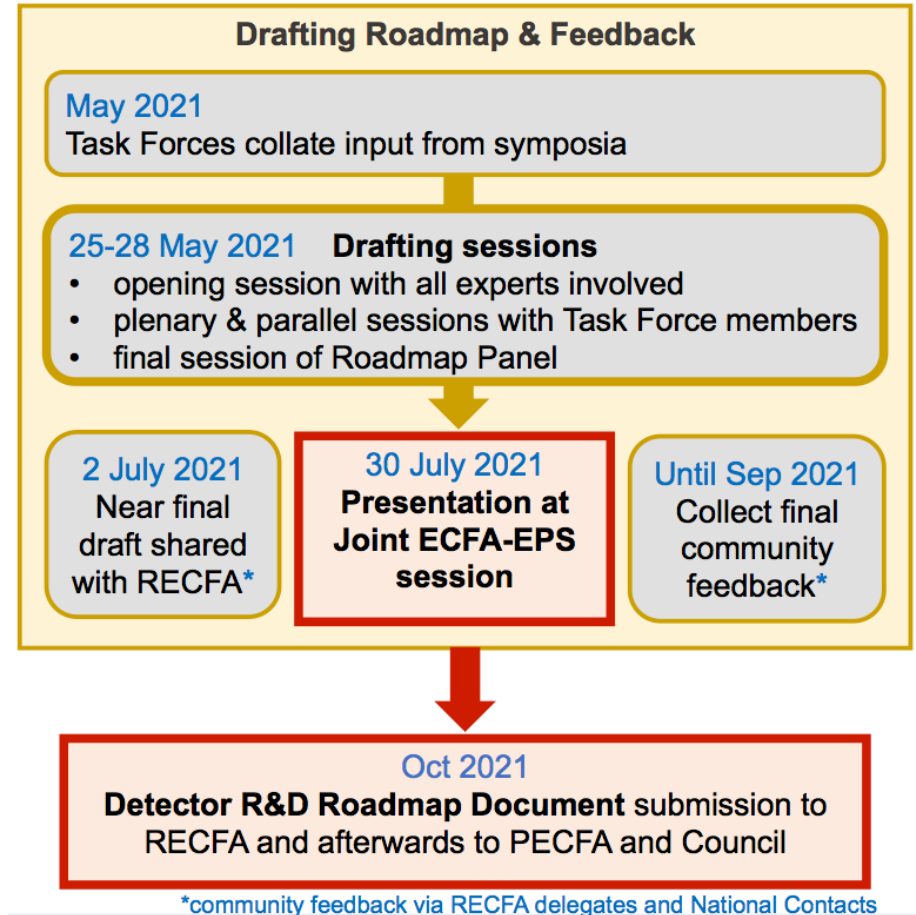 Drafting Roadmap & Feedback
May 2021
Task Forces collate input from symposia
25-28 May 2021 Drafting sessions
• opening session with all experts involved
• plenary & parallel sessions with Task Force members
• final session of Roadmap Panel
2 July 2021
Near final
draft shared
with RECFA*
30 July 2021
Presentation at
Joint ECFA-EPS
session
Until Sep 2021
Collect final
community
feedback*
Oct 2021
Detector R&D Roadmap Document submission to
RECFA and afterwards to PECFA and Council
*community feedback via RECFA delegates and National Contacts